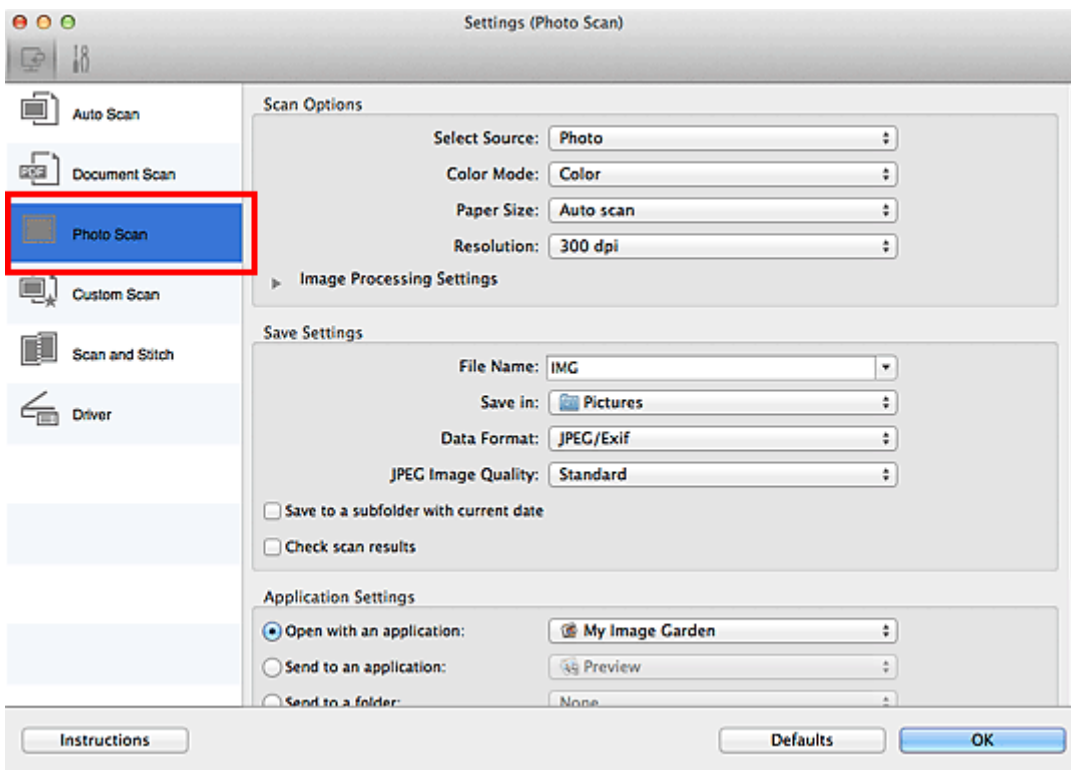 Settings (Photo Scan)
Auto Scan
Document Scan
Photo Scan
Custom Scan
Scan and Stitch
Driver
Scan Options
Select Source: Photo
Color Mode: Color
Paper Size: Auto scan
Resolution: 300 dpi
Image Processing Settings
Save Settings
File Name: IMG
Save in: Pictures
Data Format: JPEG/Exif
JPEG Image Quality: Standard
Save to a subfolder with current date
Check scan results
Application Settings
Open with an application: My Image Garden
Send to an application: Preview
Send to a folder: None
Instructions
Defaults
OK